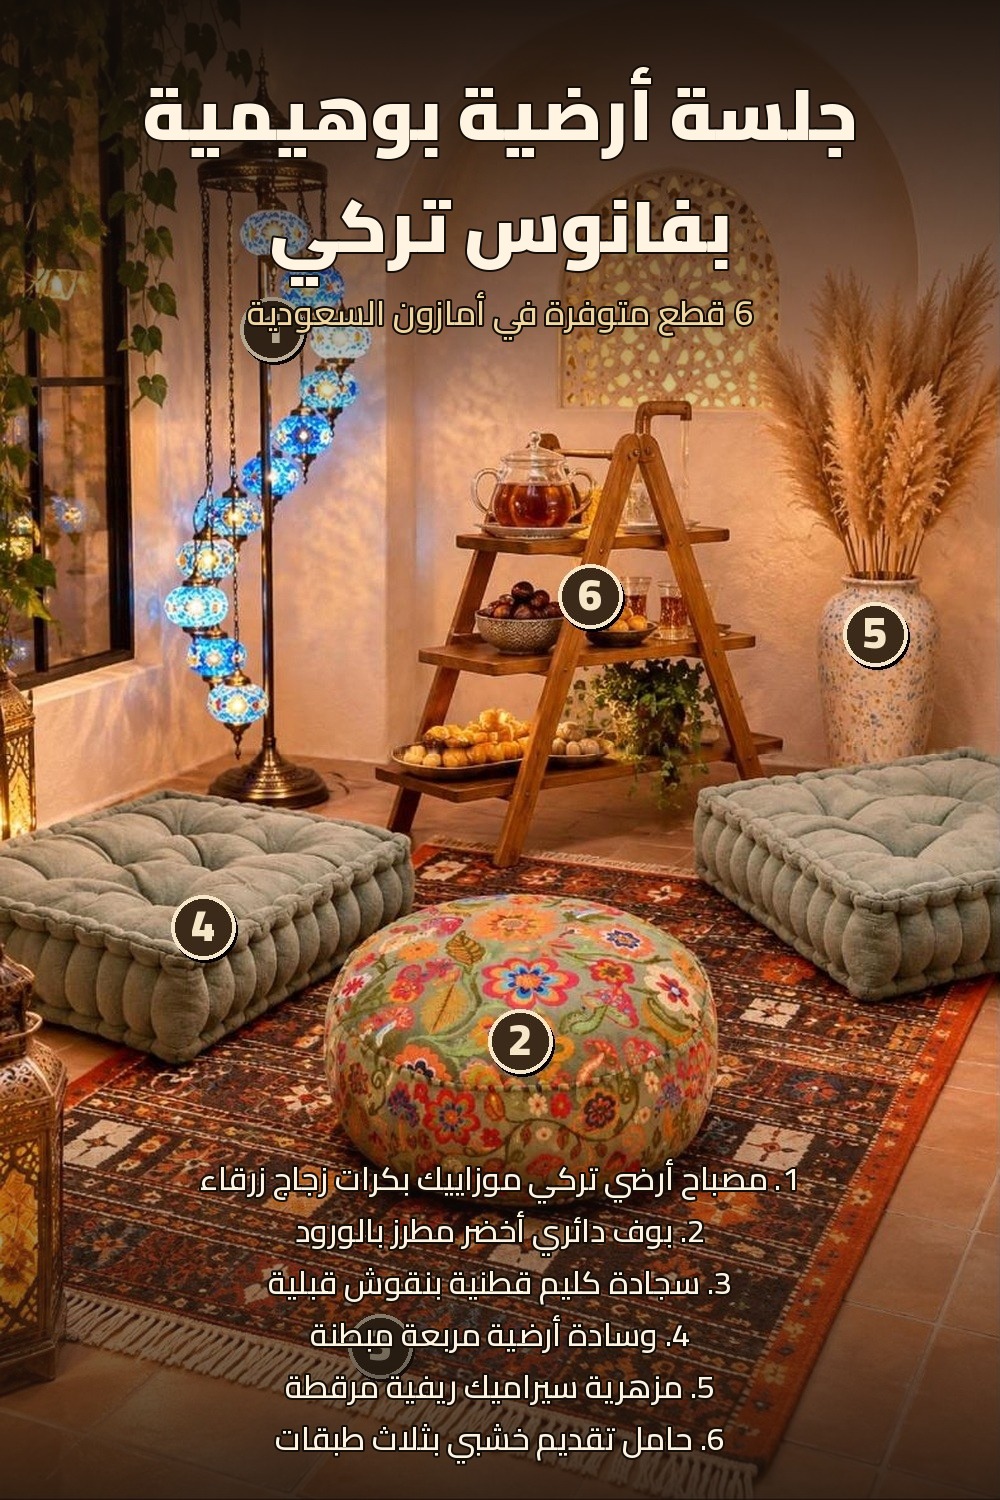 جلسة أرضية بوهيمية
بفانوس تركي
6 قطع متوفرة في أمازون السعودية
1
6
5
4
2
1. مصباح أرضي تركي موزاييك بكرات زجاج زرقاء
2. بوف دائري أخضر مطرز بالورود
3. سجادة كليم قطنية بنقوش قبلية
4. وسادة أرضية مربعة مبطنة
3
5. مزهرية سيراميك ريفية مرقطة
6. حامل تقديم خشبي بثلاث طبقات